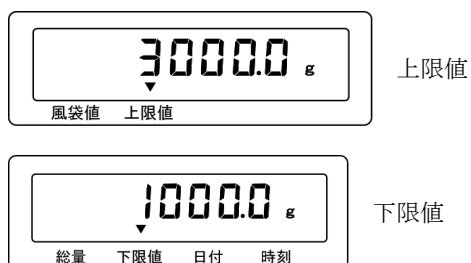 3000.0 g
上限値
風袋値 上限値
1000.0 g
下限値
総量 下限値 日付 時刻